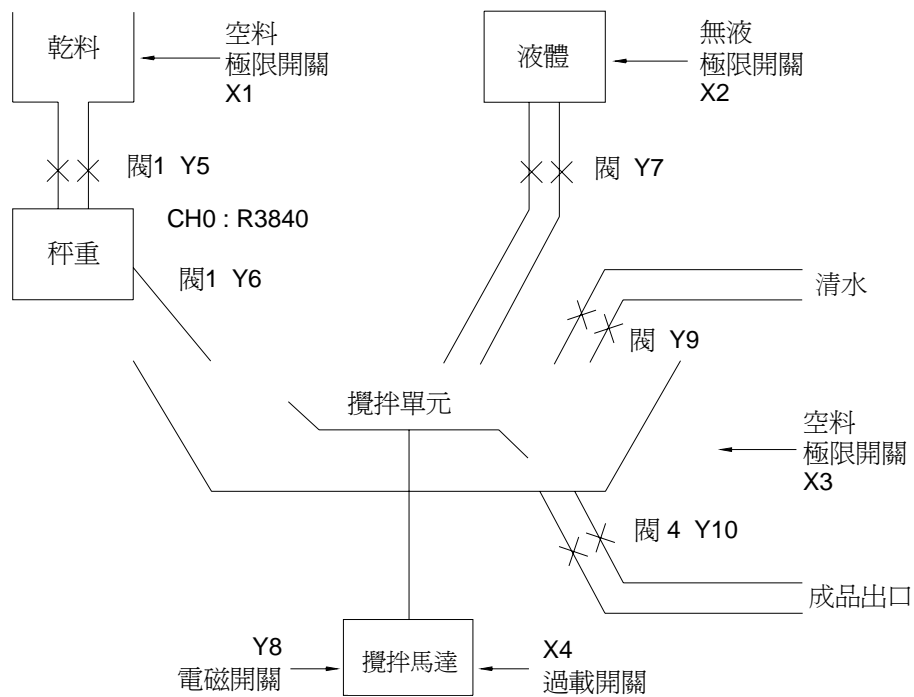 乾料
空料
極限開關
X1
液體
無液
極限開關
X2
閥1 Y5
閥 Y7
CH0 : R3840
秤重
閥1 Y6
清水
閥 Y9
攪拌單元
空料
極限開關
X3
閥 4 Y10
成品出口
Y8
電磁開關
攪拌馬達
X4
過載開關